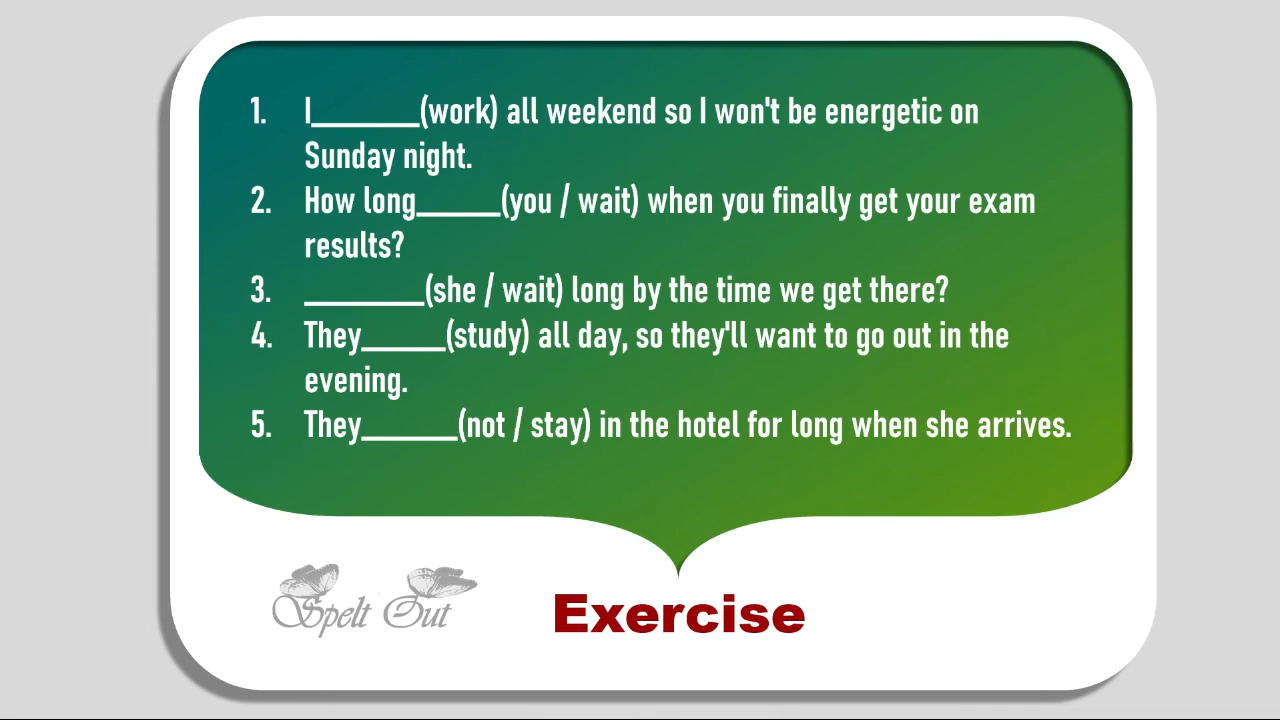 1. I_______(work) all weekend so I won't be energetic on
Sunday night.
2. How long_____(you / wait) when you finally get your exam
results?
3. ________(she / wait) long by the time we get there?
4. They_____(study) all day, so they'll want to go out in the
evening.
5. They______(not / stay) in the hotel for long when she arrives.
Spelt Out
Exercise